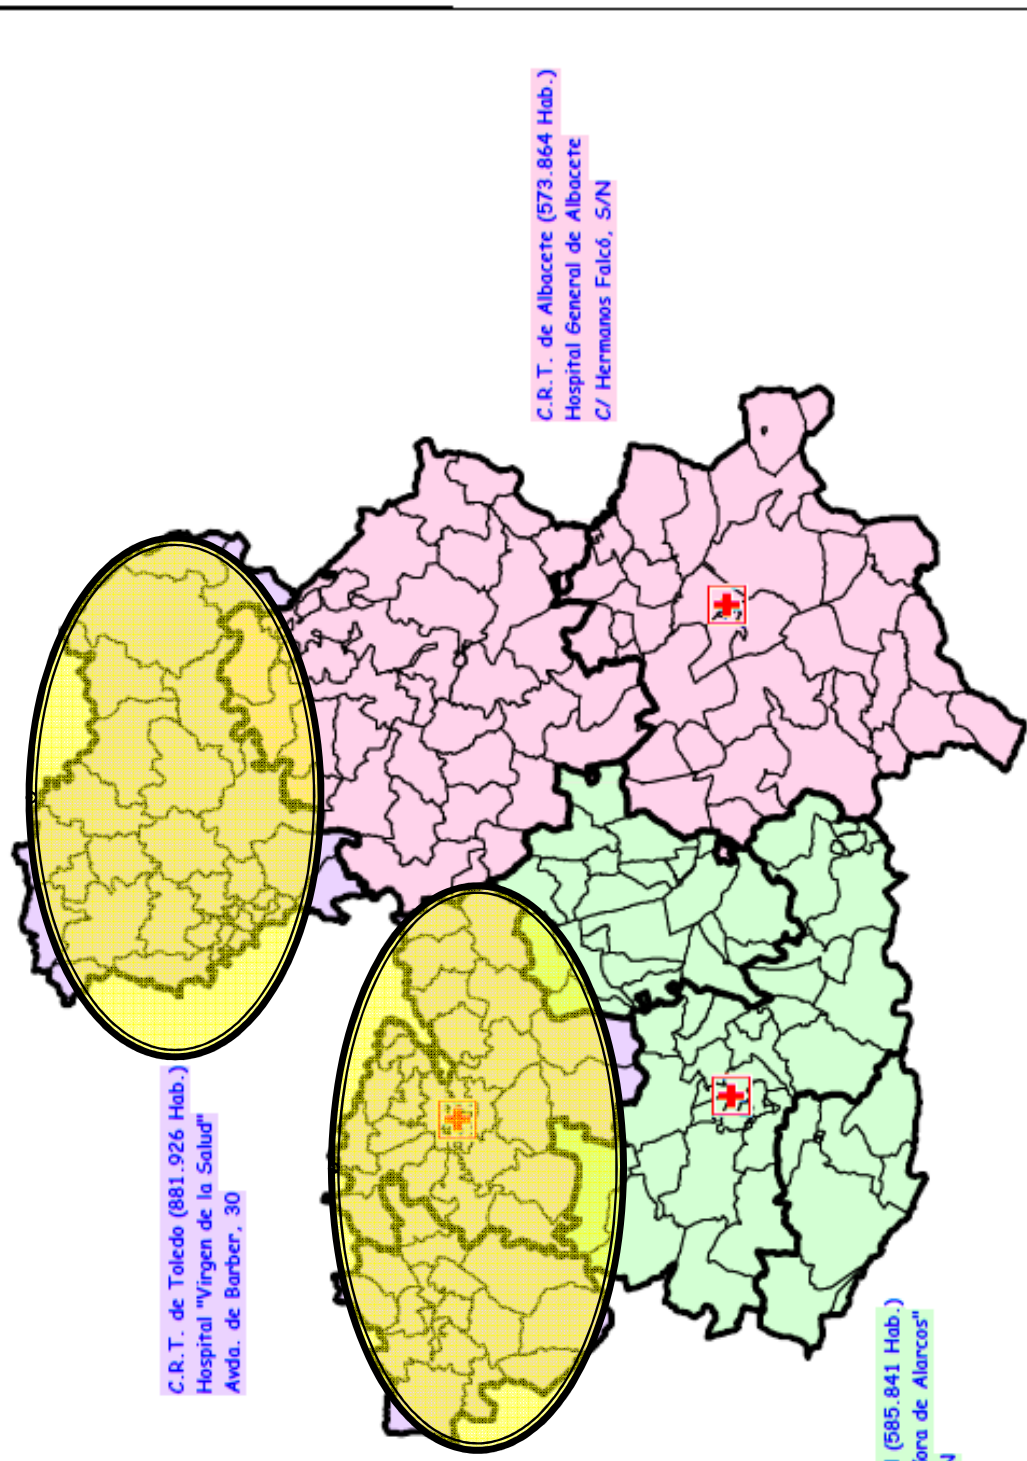 C.R.T. de Albacete (573.864 Hab.)
Hospital General de Albacete
C/ Hermanos Falcó, S/N
C.R.T. de Toledo (881.926 Hab.)
Hospital "Virgen de la Salud"
Avda. de Barber, 30
(585.841 Hab.)
de Alarcos"